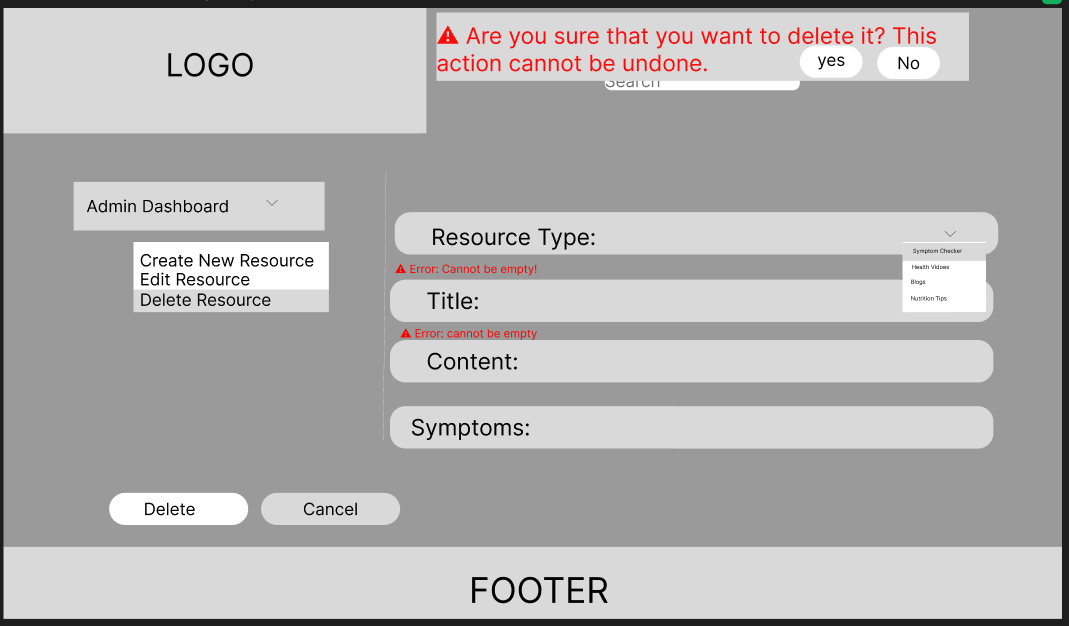 LOGO
Are you sure that you want to delete it? This
action cannot be undone.
yes
No
Search
Admin Dashboard
Create New Resource
Edit Resource
Delete Resource
Resource Type:
Symptom Checker
Health Vidoes
Blogs
Nutrition Tips
Error: Cannot be empty!
Title:
Error: cannot be empty
Content:
Symptoms:
Delete
Cancel
FOOTER